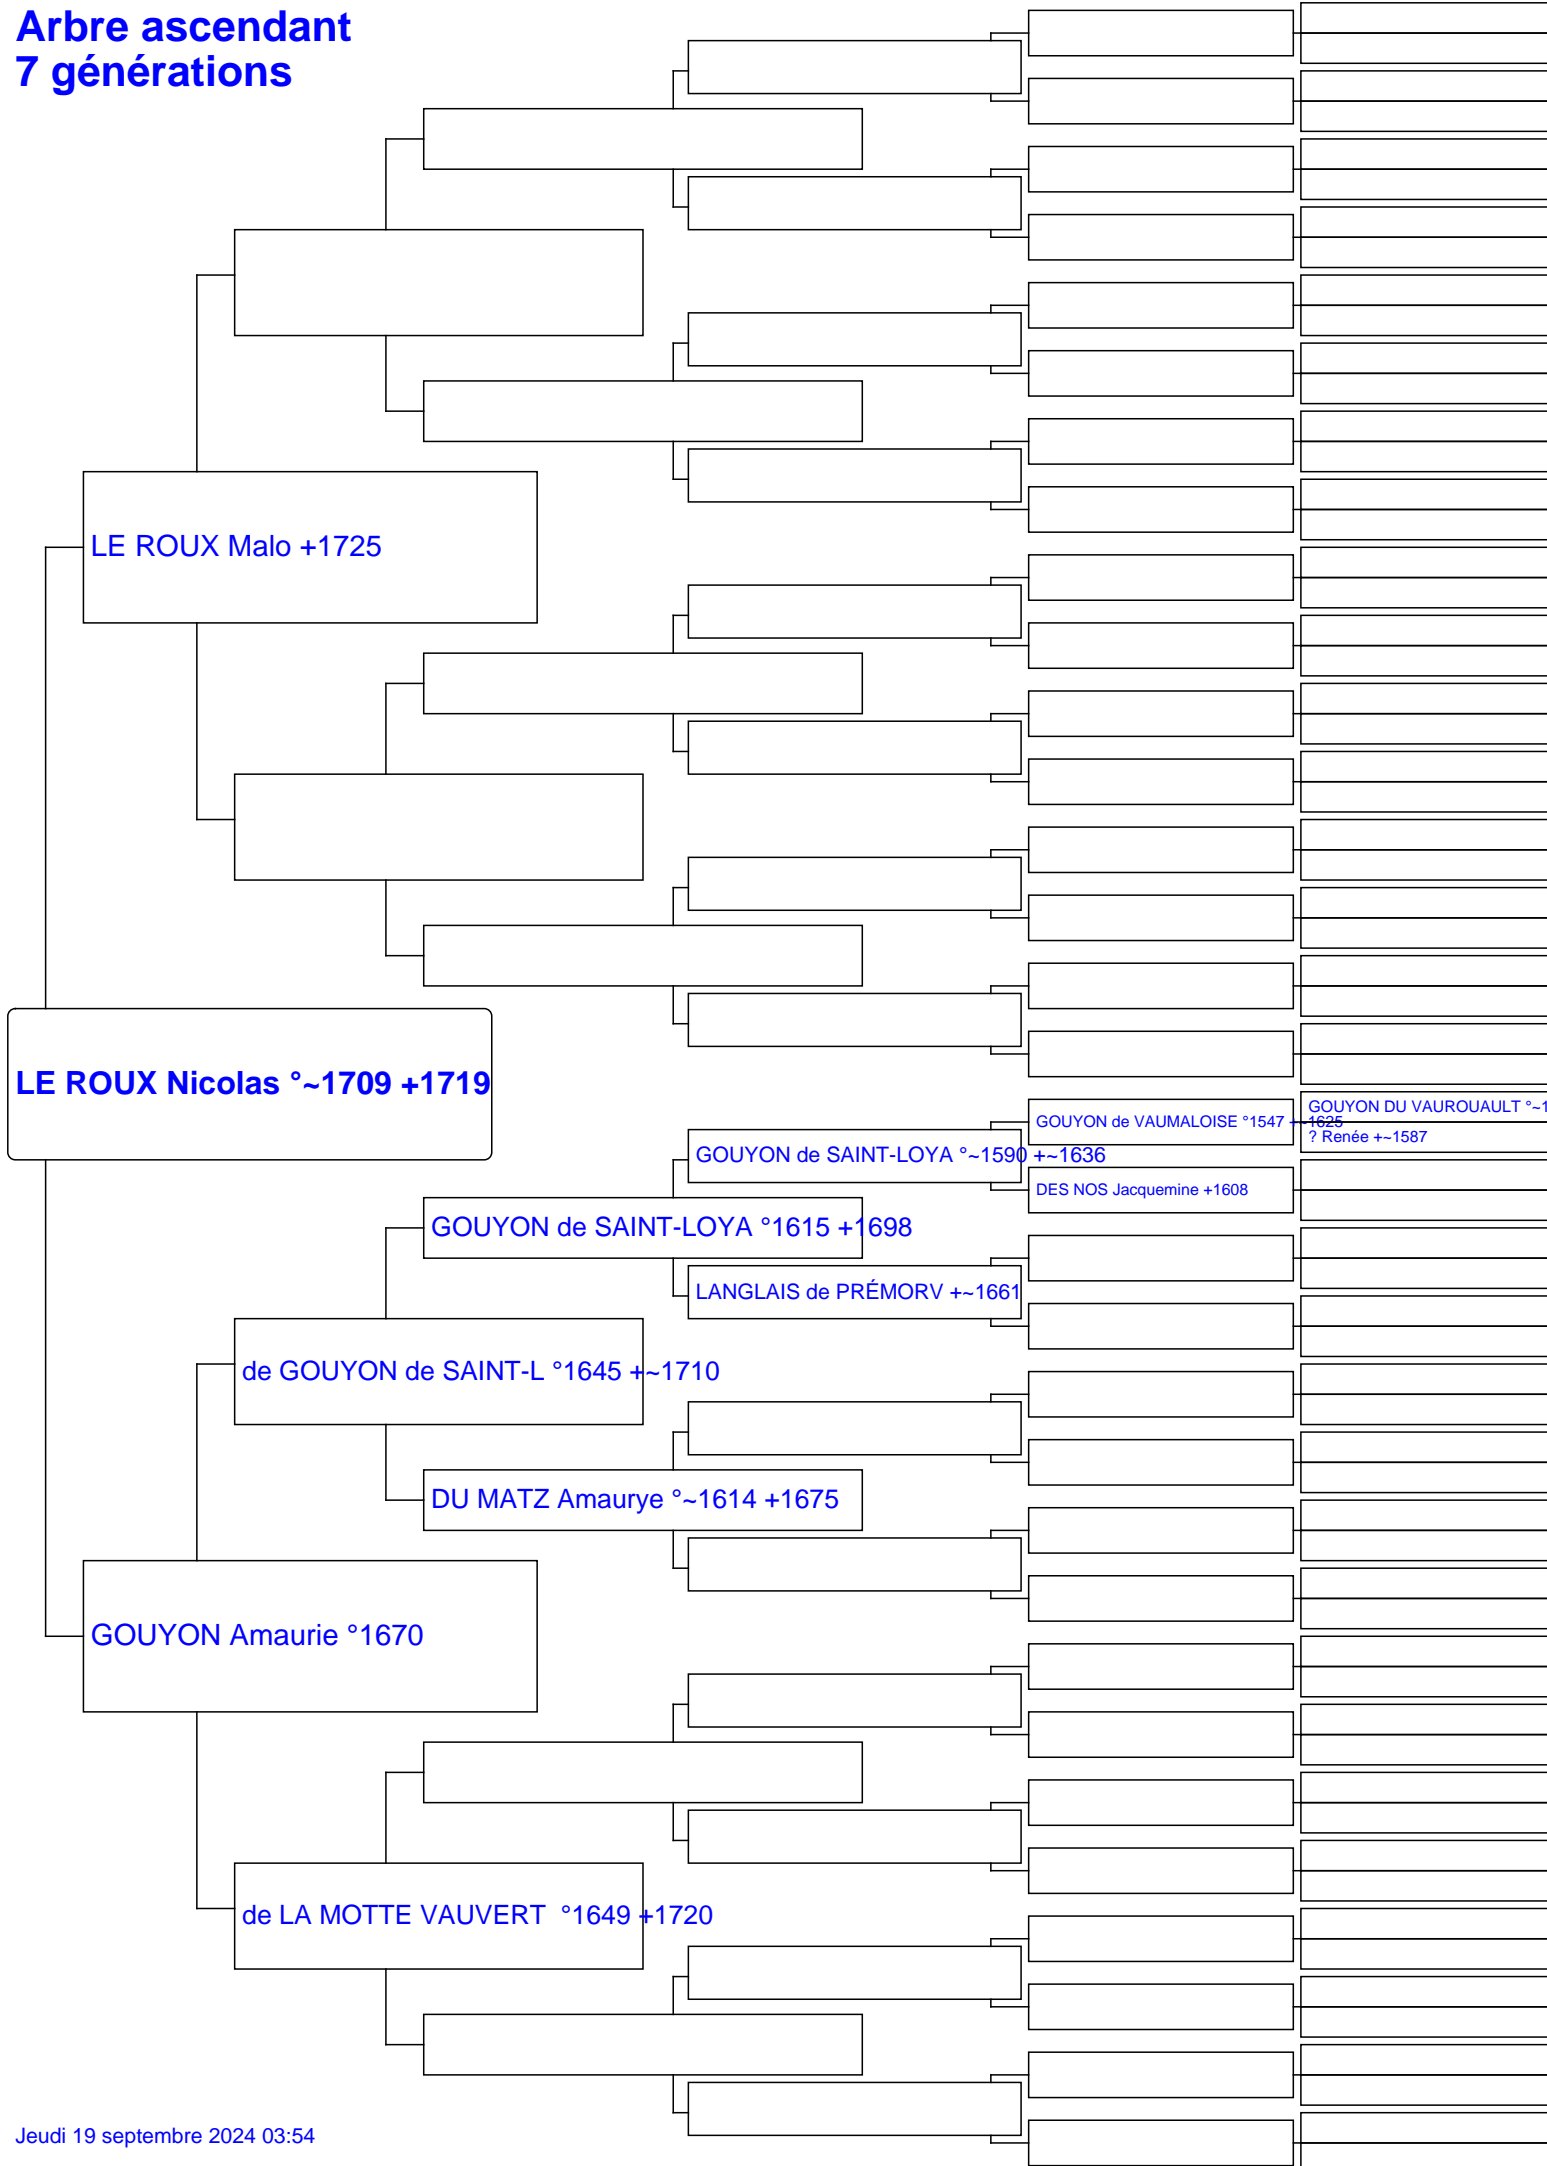 Arbre ascendant
7 générations
LE ROUX Malo +1725
LE ROUX Nicolas °~1709 +1719
GOUYON de VAUMALOISE °1547 +~1625
GOUYON DU VAUROUAULT °~1
? Renée +~1587
GOUYON de SAINT-LOYA °~1590 +~1636
DES NOS Jacquemine +1608
GOUYON de SAINT-LOYA °1615 +1698
LANGLAIS de PRÉMORV +~1661
de GOUYON de SAINT-L °1645 +~1710
DU MATZ Amaurye °~1614 +1675
GOUYON Amaurie °1670
de LA MOTTE VAUVERT °1649 +1720
Jeudi 19 septembre 2024 03:54